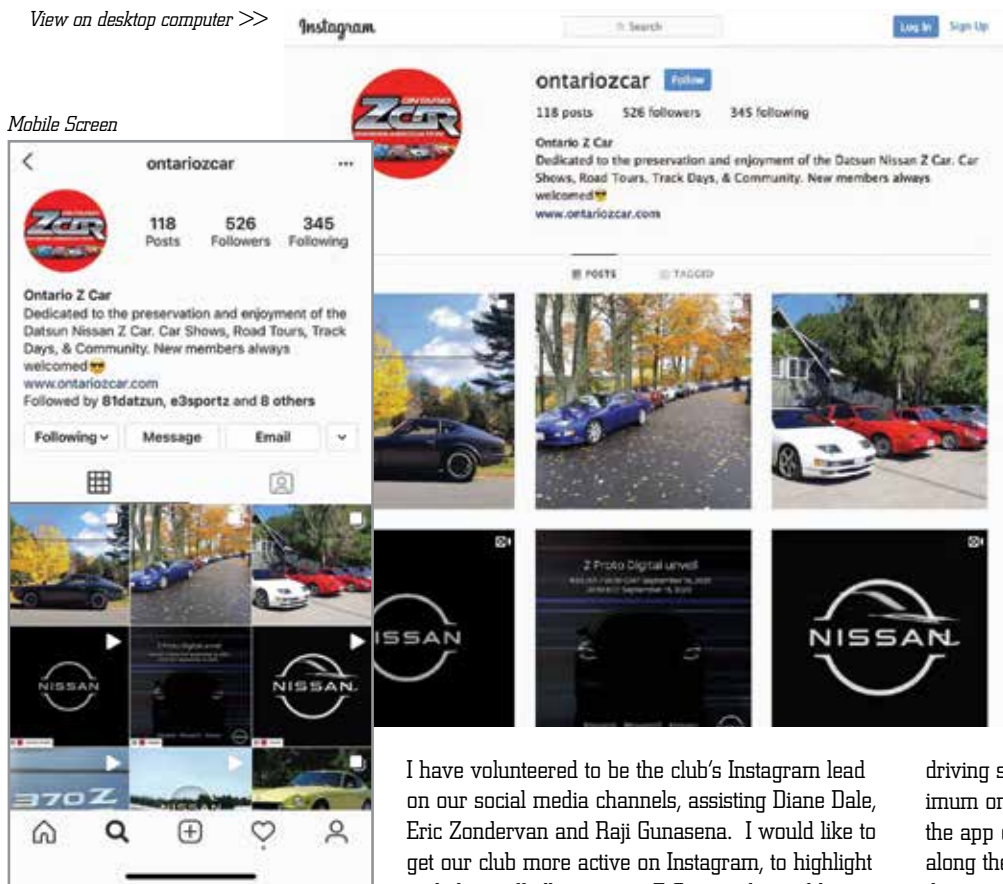 View on desktop computer >>
Instagram
Search
Log In
Sign Up
ontariozcar
Follow
118 posts 526 followers 345 following
Ontario Z Car
Dedicated to the preservation and enjoyment of the Datsun Nissan Z Car. Car
Shows, Road Tours, Track Days, & Community. New members always
welcomed😎
www.ontariozcar.com
POSTS
TAGGED
ONTARIO
ZCAR
Z Proto Digital unveil
ISSAN
NISSAN
Mobile Screen
ontariozcar
ZCAR
118 526 345
Posts Followers Following
Ontario Z Car
Dedicated to the preservation and enjoyment of the
Datsun Nissan Z Car. Car Shows, Road Tours, Track
Days, & Community. New members always
welcomed😎
www.ontariozcar.com
Followed by 81datzun, e3sportz and 8 others
Following
Message
Email
NISSAN
NISSAN
370Z
NISSAN
I have volunteered to be the club's Instagram lead
on our social media channels, assisting Diane Dale,
Eric Zondervan and Raji Gunasena. I would like to
get our club more active on Instagram, to highlight
driving s
imum or
the app
along the